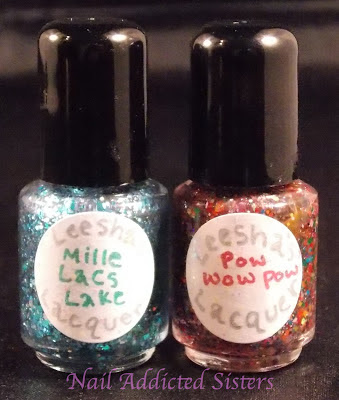 Leesha's
Mille
Lacs
Lake
Lacquer
Leesha's
Pow
wow pow
Lacquer
Nail Addicted Sisters